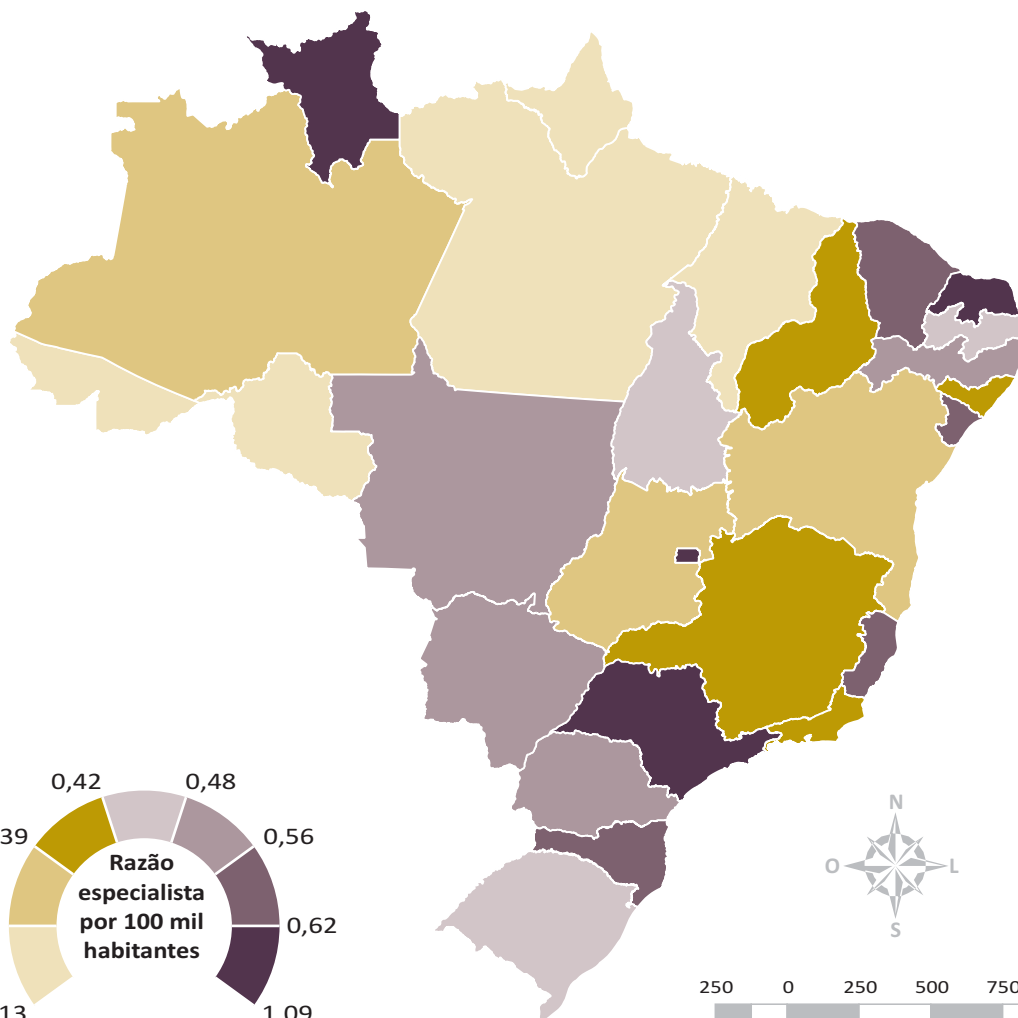 0,42
0,48
39
0,56
Razão
especialista
por 100 mil
habitantes
0,62
13
1,09
N
O
L
S
250 0 250 500 750